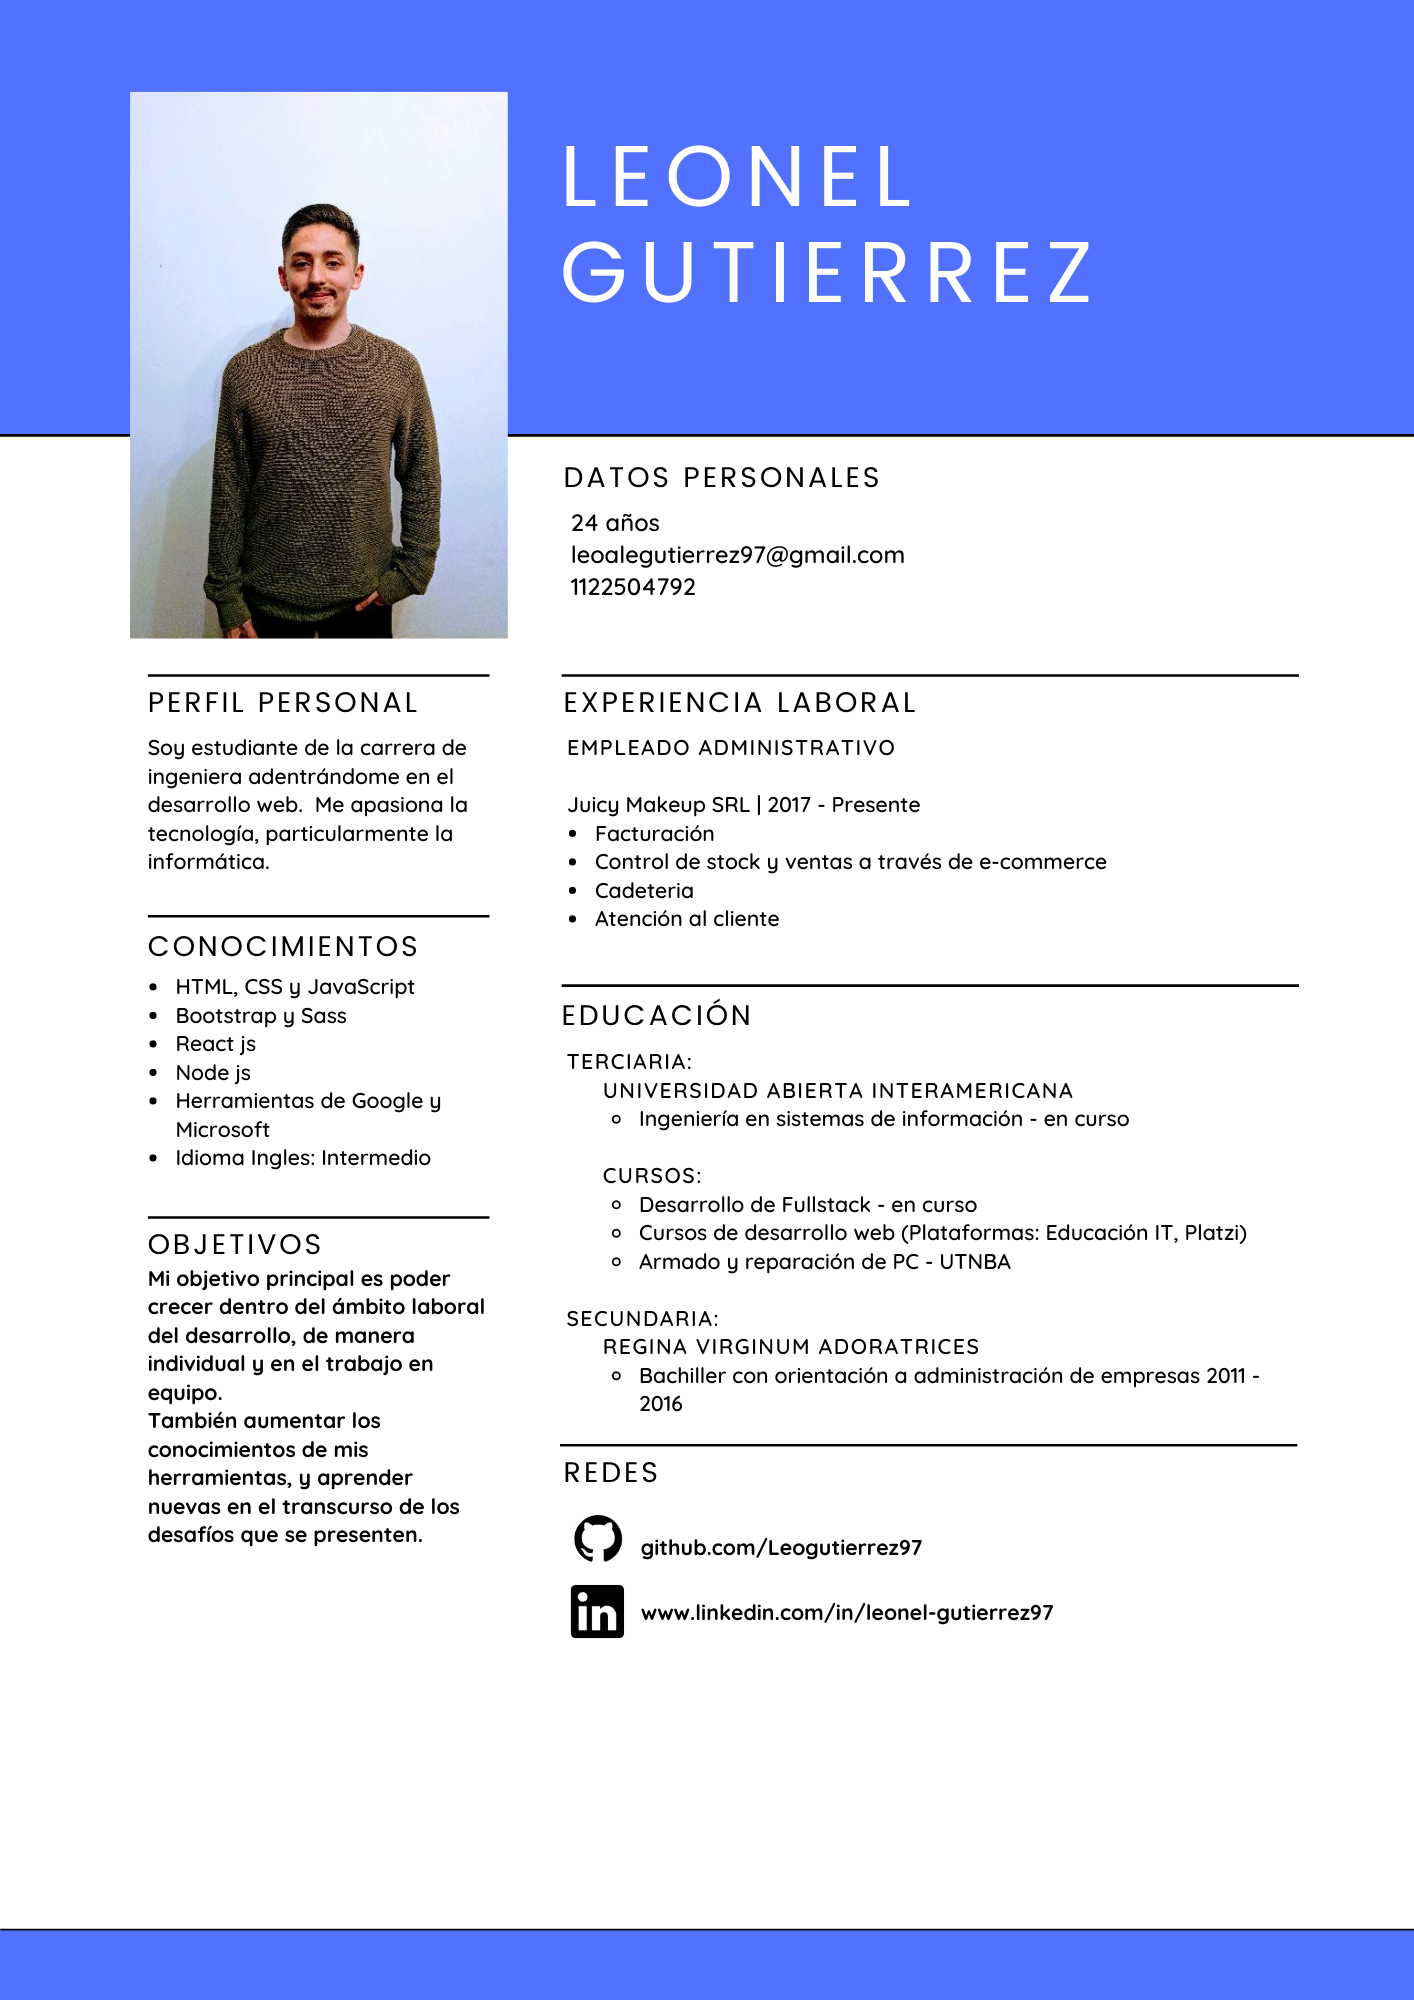 LEONEL
GUTIERREZ
DATOS PERSONALES
24 años
leoalegutierrez97@gmail.com
1122504792
PERFIL PERSONAL
Soy estudiante de la carrera de
ingeniera adentrándome en el
desarrollo web.  Me apasiona la
tecnología, particularmente la
informática.
CONOCIMIENTOS
• HTML, CSS y JavaScript
• Bootstrap y Sass
• React js
• Node js
• Herramientas de Google y
Microsoft
• Idioma Ingles: Intermedio
OBJETIVOS
Mi objetivo principal es poder
crecer dentro del ámbito laboral
del desarrollo, de manera
individual y en el trabajo en
equipo.
También aumentar los
conocimientos de mis
herramientas, y aprender
nuevas en el transcurso de los
desafíos que se presenten.
EXPERIENCIA LABORAL
EMPLEADO ADMINISTRATIVO
Juicy Makeup SRL | 2017 - Presente
• Facturación
• Control de stock y ventas a través de e-commerce
• Cadeteria
• Atención al cliente
EDUCACIÓN
TERCIARIA:
UNIVERSIDAD ABIERTA INTERAMERICANA
◦ Ingeniería en sistemas de información - en curso
CURSOS:
◦ Desarrollo de Fullstack - en curso
◦ Cursos de desarrollo web (Plataformas: Educación IT, Platzi)
◦ Armado y reparación de PC - UTNBA
SECUNDARIA:
REGINA VIRGINUM ADORATRICES
◦ Bachiller con orientación a administración de empresas 2011 -
2016
REDES
github.com/Leogutierrez97
in www.linkedin.com/in/leonel-gutierrez97